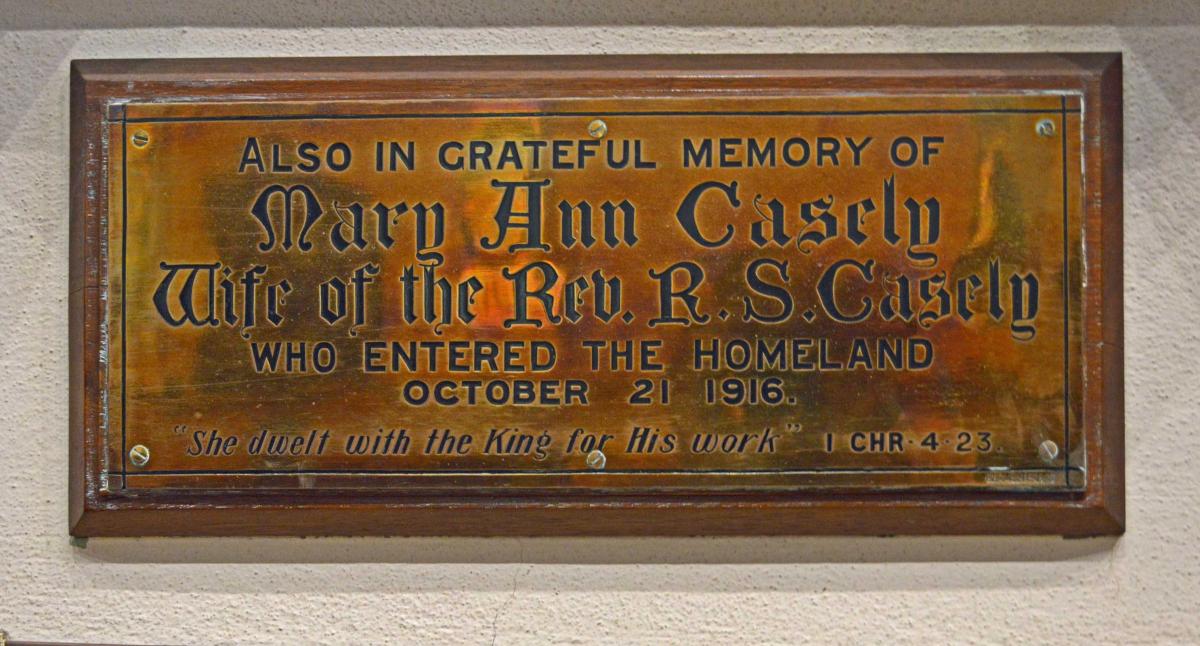 ALSO IN GRATEFUL MEMORY OF
Mary Ann Casely
Wife of the Rev. R. S. Casely
WHO ENTERED THE HOMELAND
OCTOBER 21 1916.
"She dwelt with the King for His work" 1 CHR·4·23.